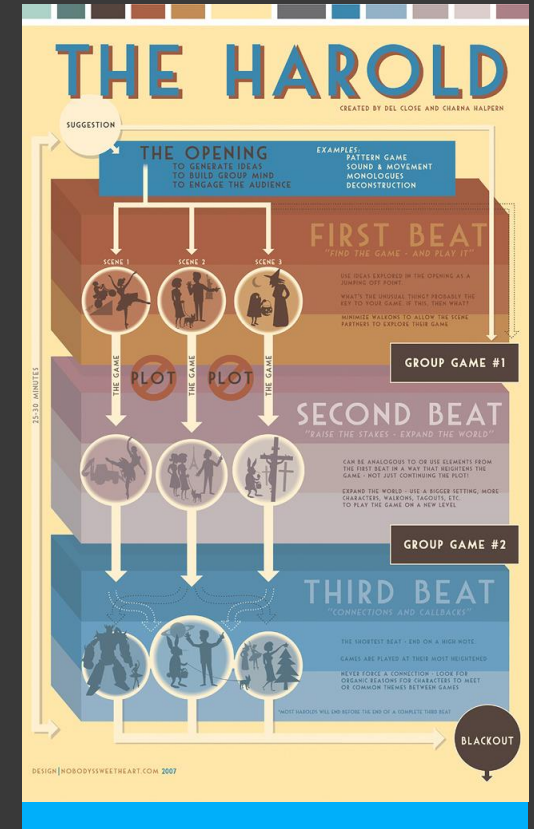 THE HAROLD
CREATED BY DEL CLOSE AND CHARNA HALPERN
SUGGESTION
THE OPENING
TO GENERATE IDEAS
TO BUILD GROUP MIND
TO ENGAGE THE AUDIENCE
EXAMPLES:
PATTERN GAME
SOUND & MOVEMENT
MONOLOGUES
DECONSTRUCTION
FIRST BEAT
"FIND THE GAME - AND PLAY IT"
SCENE 1
SCENE 2
SCENE 3
USE IDEAS EXPLORED IN THE OPENING AS A
JUMPING OFF POINT
WHAT'S THE UNUSUAL THING? PROBABLY THE
KEY TO YOUR GAME. IF THIS, THEN WHAT?
MINIMIZE WALKONS TO ALLOW THE SCENE
PARTNERS TO EXPLORE THEIR GAME
GROUP GAME #1
THE GAME
PLOT
THE GAME
PLOT
THE GAME
25-30 MINUTES
SECOND BEAT
"RAISE THE STAKES - EXPAND THE WORLD"
CAN BE ANALOGOUS TO OR USE ELEMENTS FROM
THE FIRST BEAT IN A WAY THAT HEIGHTENS THE
GAME - NOT JUST CONTINUING THE PLOT!
EXPAND THE WORLD - USE A BIGGER SETTING, MORE
CHARACTERS, WALKONS, TAGOUTS, ETC.
TO PLAY THE GAME ON A NEW LEVEL
GROUP GAME #2
THIRD BEAT
"CONNECTIONS AND CALLBACKS"
THE SHORTEST BEAT - END ON A HIGH NOTE.
GAMES ARE PLAYED AT THEIR MOST HEIGHTENED
NEVER FORCE A CONNECTION - LOOK FOR
ORGANIC REASONS FOR CHARACTERS TO MEET
OR COMMON THEMES BETWEEN GAMES
*MOST HAROLDS WILL END BEFORE THE END OF A COMPLETE THIRD BEAT
BLACKOUT
DESIGN|NOBODYSSWEETHEART.COM 2007